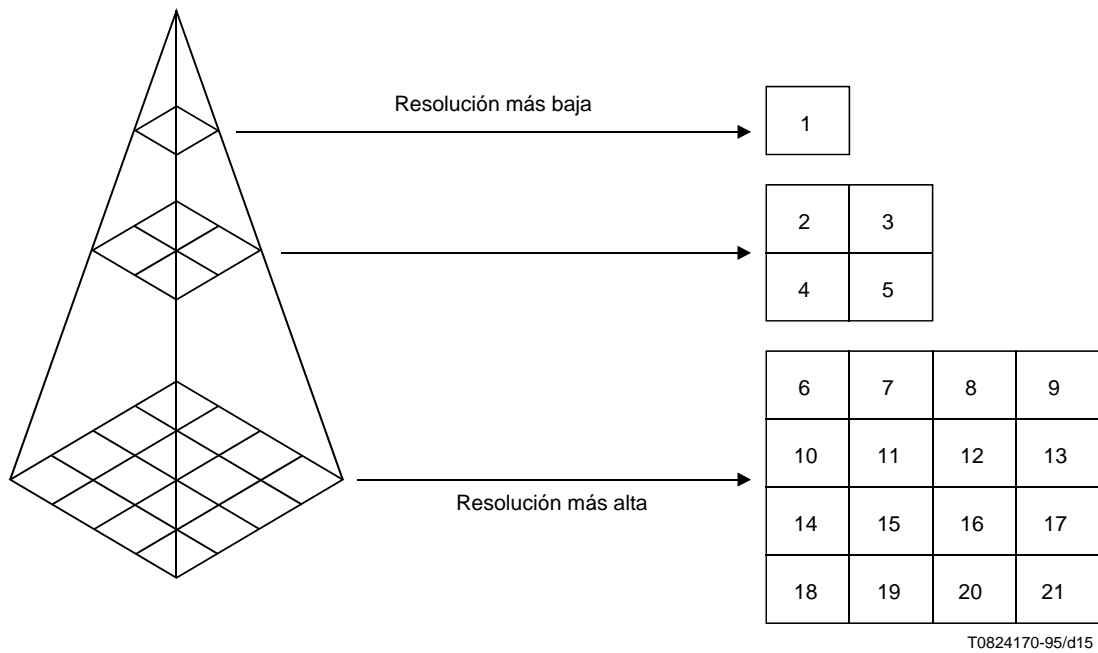 Resolución más baja
1
2 3
4 5
6 7 8 9
10 11 12 13
Resolución más alta
14 15 16 17
18 19 20 21
T0824170-95/d15